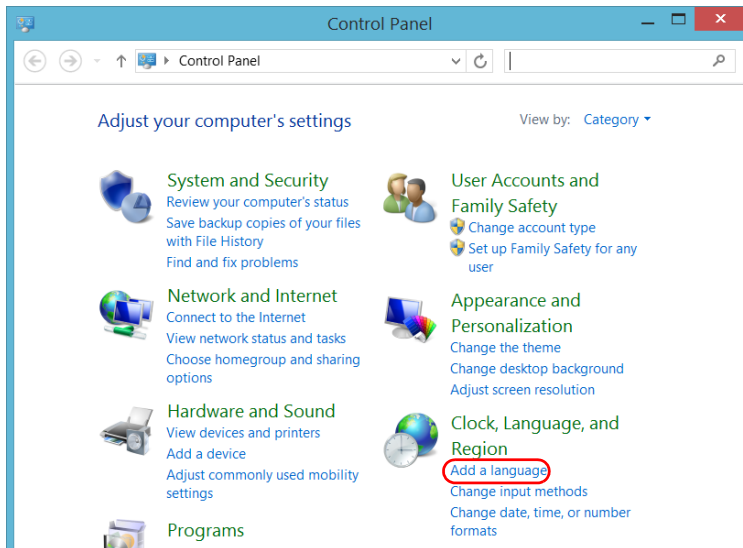 Control Panel
Control Panel
Adjust your computer's settings
View by: Category
System and Security
Review your computer's status
Save backup copies of your files
with File History
Find and fix problems
Network and Internet
Connect to the Internet
View network status and tasks
Choose homegroup and sharing
options
Hardware and Sound
View devices and printers
Add a device
Adjust commonly used mobility
settings
Programs
User Accounts and
Family Safety
Change account type
Set up Family Safety for any
user
Appearance and
Personalization
Change the theme
Change desktop background
Adjust screen resolution
Clock, Language, and
Region
Add a language
Change input methods
Change date, time, or number
formats